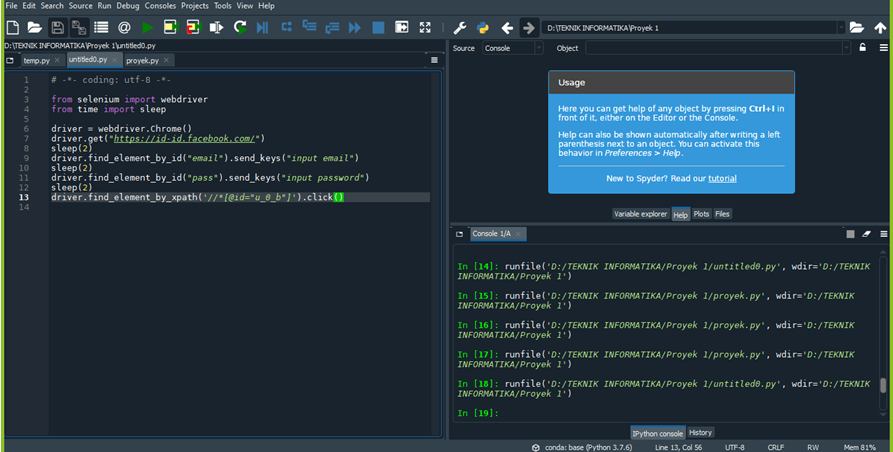 File Edit Search Source Run Debug Consoles Projects Tools View Help
D:\TEKNIK INFORMATIKA\Proyek 1
D:\TEKNIK INFORMATIKA\Proyek 1\untitled0.py
temp.py untitled0.py proyek.py
1 # -*- coding: utf-8 -*-
2
3 from selenium import webdriver
4 from time import sleep
5
6 driver = webdriver.Chrome()
7 driver.get("https://id-id.facebook.com/")
8 sleep(2)
9 driver.find_element_by_id("email").send_keys("input email")
10 sleep(2)
11 driver.find_element_by_id("pass").send_keys("input password")
12 sleep(2)
13 driver.find_element_by_xpath('//*[@id="u_0_b"]').click()
14
Source Console Object
Usage
Here you can get help of any object by pressing Ctrl+I in
front of it, either on the Editor or the Console.
Help can also be shown automatically after writing a left
parenthesis next to an object. You can activate this
behavior in Preferences > Help.
New to Spyder? Read our tutorial
Variable explorer Help Plots Files
Console 1/A
In [14]: runfile('D:/TEKNIK INFORMATIKA/Proyek 1/untitled0.py', wdir='D:/TEKNIK
INFORMATIKA/Proyek 1')
In [15]: runfile('D:/TEKNIK INFORMATIKA/Proyek 1/proyek.py', wdir='D:/TEKNIK
INFORMATIKA/Proyek 1')
In [16]: runfile('D:/TEKNIK INFORMATIKA/Proyek 1/proyek.py', wdir='D:/TEKNIK
INFORMATIKA/Proyek 1')
In [17]: runfile('D:/TEKNIK INFORMATIKA/Proyek 1/proyek.py', wdir='D:/TEKNIK
INFORMATIKA/Proyek 1')
In [18]: runfile('D:/TEKNIK INFORMATIKA/Proyek 1/untitled0.py', wdir='D:/TEKNIK
INFORMATIKA/Proyek 1')
In [19]:
IPython console History
conda: base (Python 3.7.6) Line 13, Col 56 UTF-8 CRLF RW Mem 81%